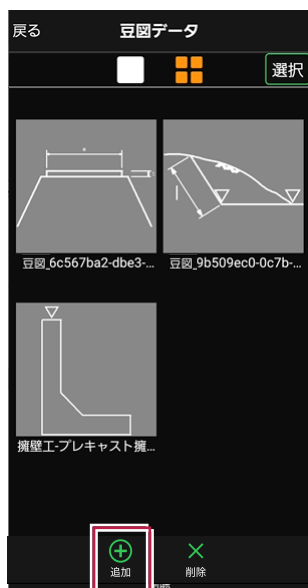 戻る 豆図データ
選択
豆図_6c567ba2-dbe3-...
豆図_9b509ec0-0c7b-...
擁壁工-プレキャスト擁...
追加
削除